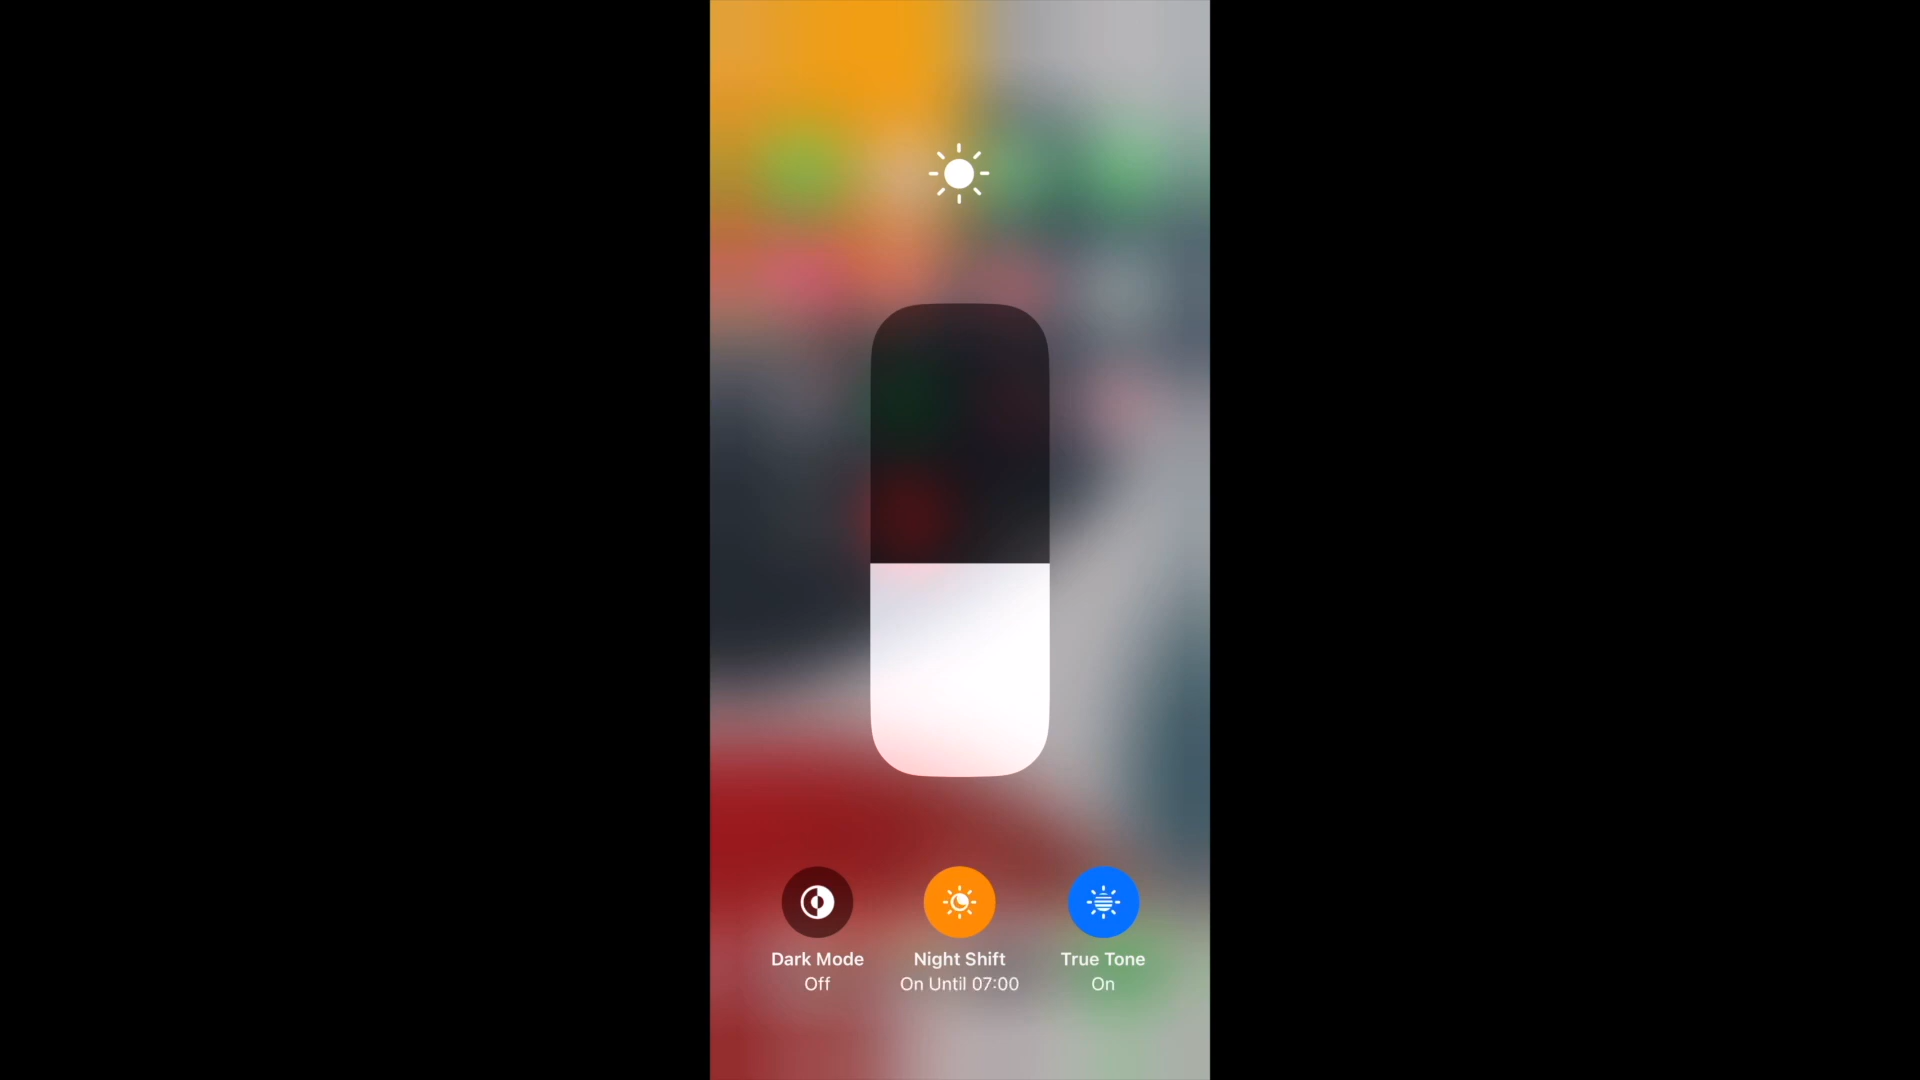 Dark Mode
Off
Night Shift
On Until 07:00
True Tone
On